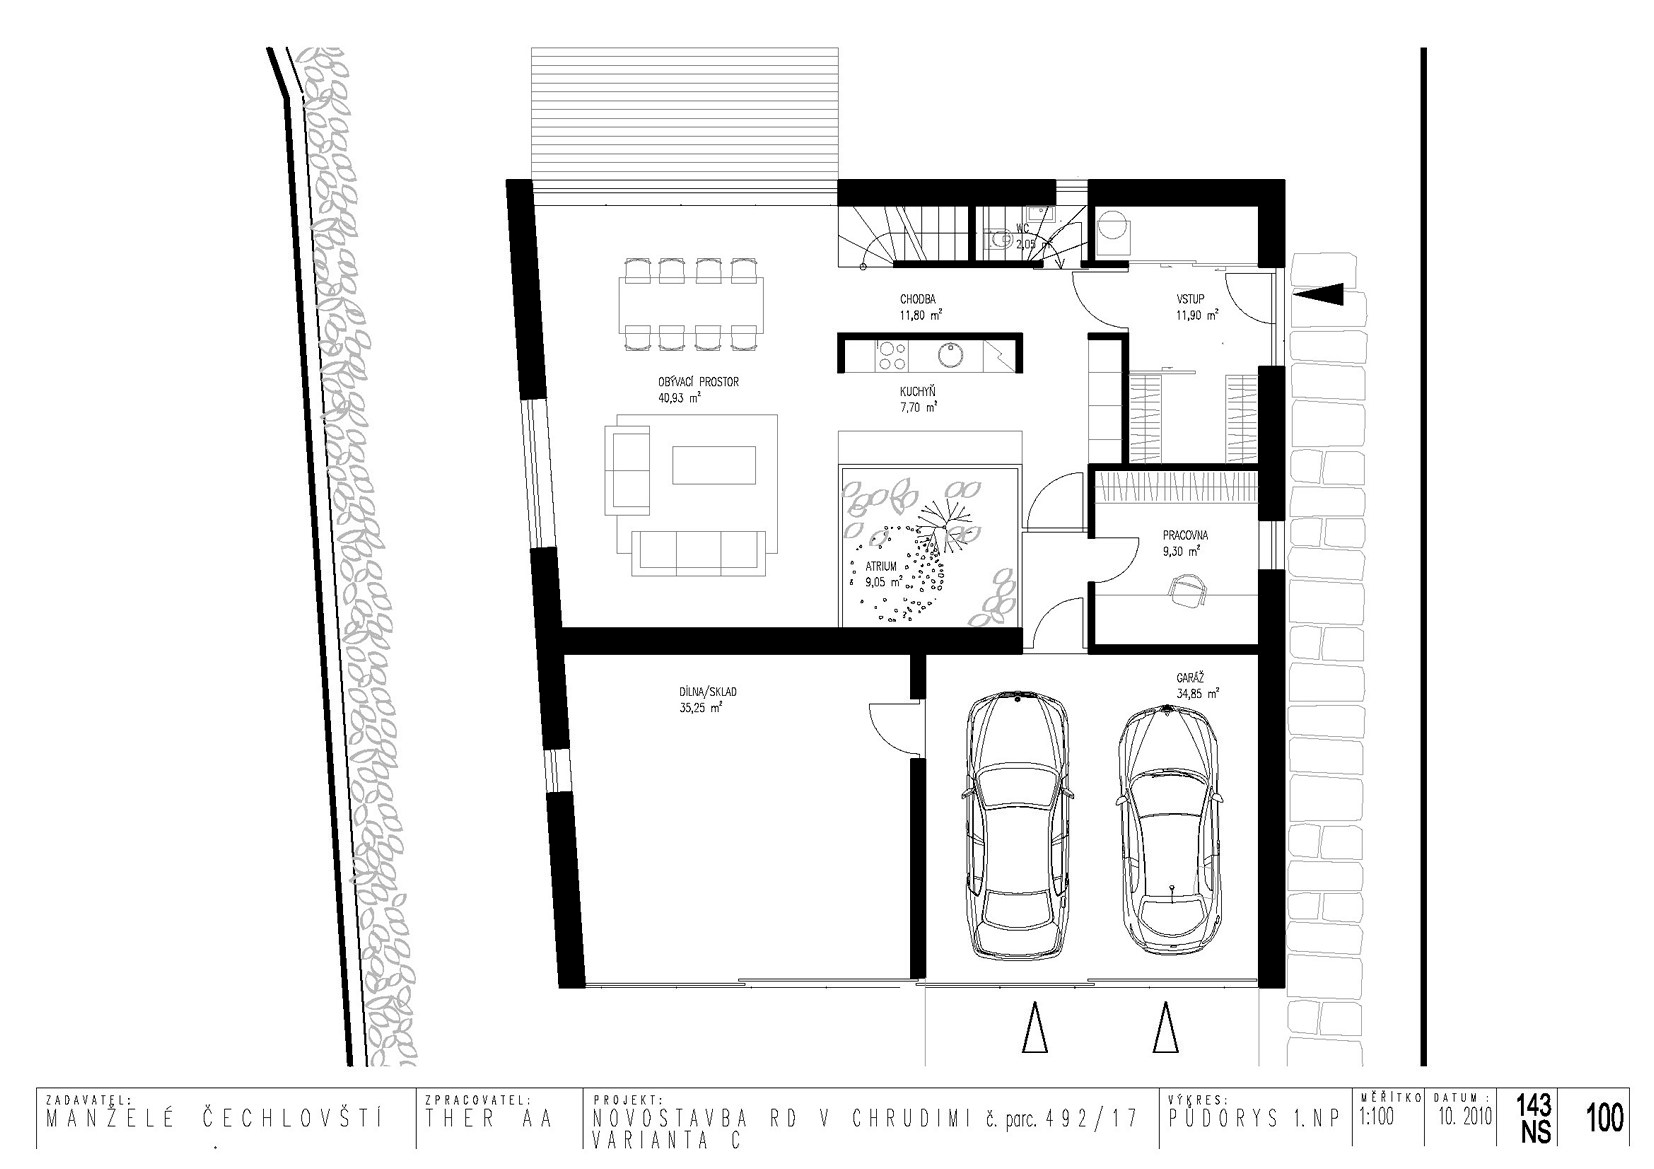 WC
2,05 m²
CHODBA
11,80 m²
VSTUP
11,90 m²
OBÝVACÍ PROSTOR
40,93 m²
KUCHYŇ
7,70 m²
PRACOVNA
9,30 m²
ATRIUM
9,05 m²
DÍLNA/SKLAD
35,25 m²
GARÁŽ
34,85 m²
ZADAVATEL:
MANŽELÉ ČECHLOVŠTÍ
ZPRACOVATEL:
THER AA
PROJEKT:
NOVOSTAVBA RD V CHRUDIMI č. parc. 492/17
VARIANTA C
VÝKRES:
PŮDORYS 1.NP
MĚŘÍTKO
1:100
DATUM :
10. 2010
143
NS
100